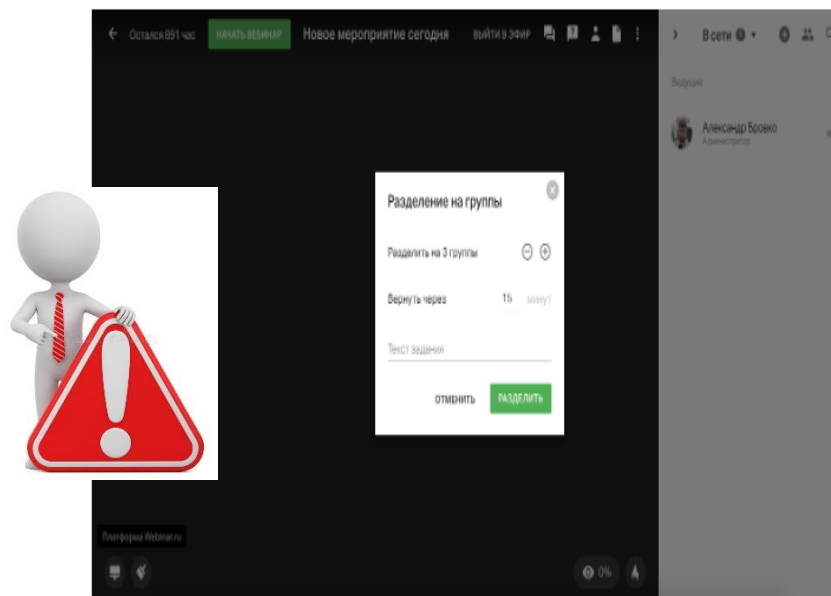 Остался 891 час НАЧАТЬ ВЕБИНАР Новое мероприятие сегодня ВЫЙТИ В ЭФИР В сети
Ведущие
Александр Бровко
Администратор
Разделение на группы
Разделить на 3 группы
Вернуть через 15 минут
Текст задания
ОТМЕНИТЬ РАЗДЕЛИТЬ
Платформа Webinar.ru
0%